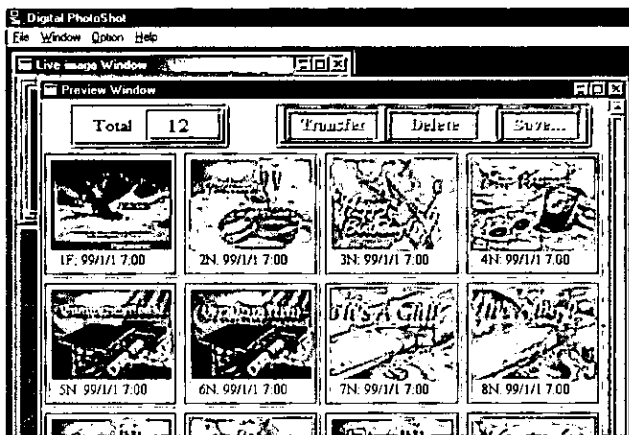 Digital PhotoShot
File Window Option Help
Live image Window
Preview Window
Total 12 Transfer Delete Save...
1F; 99/1/1 7:00 2N: 99/1/1 7:00 3N: 99/1/1 7:00 4N: 99/1/1 7:00
Graduation
It's A Girl!
5N: 99/1/1 7:00 6N: 99/1/1 7:00 7N: 99/1/1 7:00 8N: 99/1/1 7:00